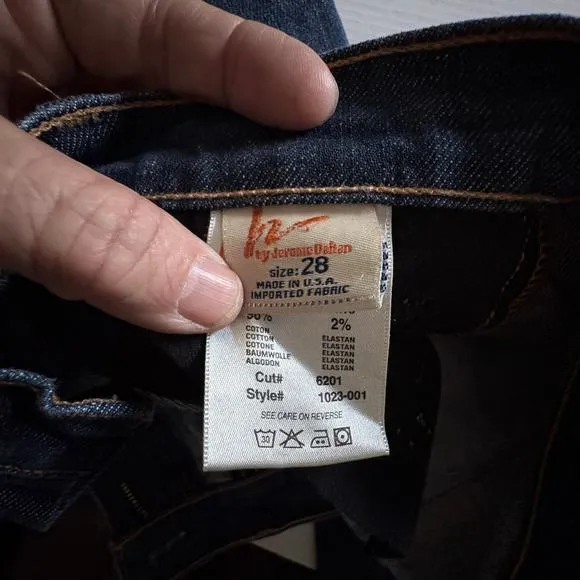 by Jerome Dahan
size: 28
MADE IN U.S.A.
IMPORTED FABRIC
98%
2%
COTON
ELASTAN
COTTON
ELASTAN
COTONE
ELASTAN
BAUMWOLLE
ELASTAN
ALGODON
ELASTAN
Cut# 6201
Style# 1023-001
SEE CARE ON REVERSE
30